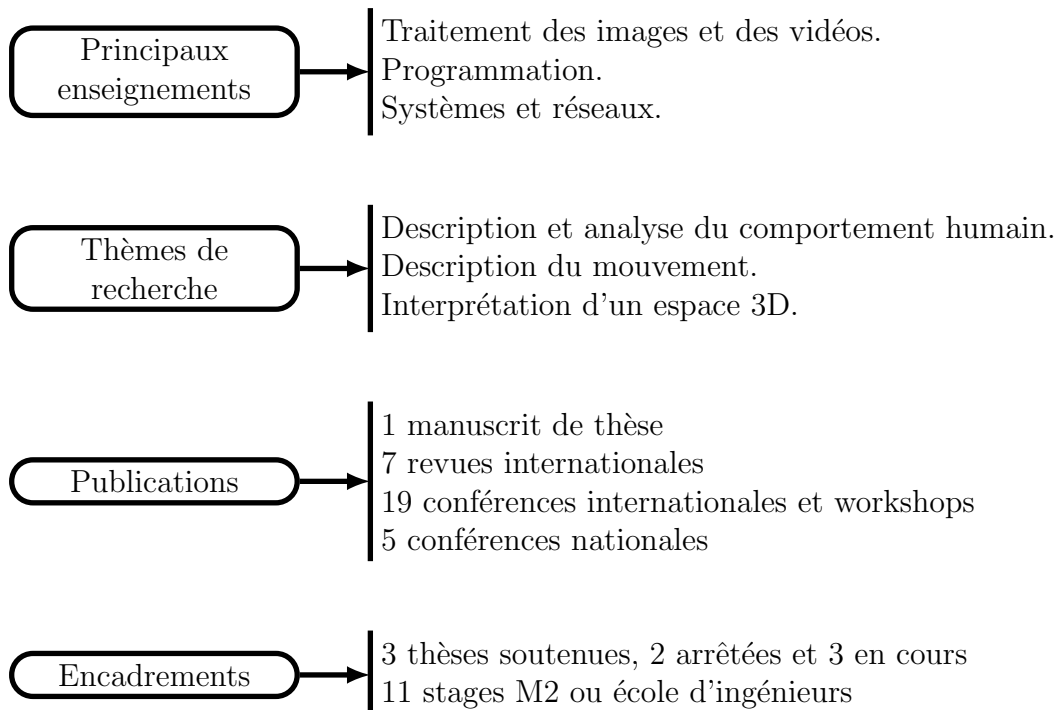 Principaux
enseignements
Traitement des images et des vidéos.
Programmation.
Systèmes et réseaux.
Thèmes de
recherche
Description et analyse du comportement humain.
Description du mouvement.
Interprétation d'un espace 3D.
Publications
1 manuscrit de thèse
7 revues internationales
19 conférences internationales et workshops
5 conférences nationales
Encadrements
3 thèses soutenues, 2 arrêtées et 3 en cours
11 stages M2 ou école d'ingénieurs